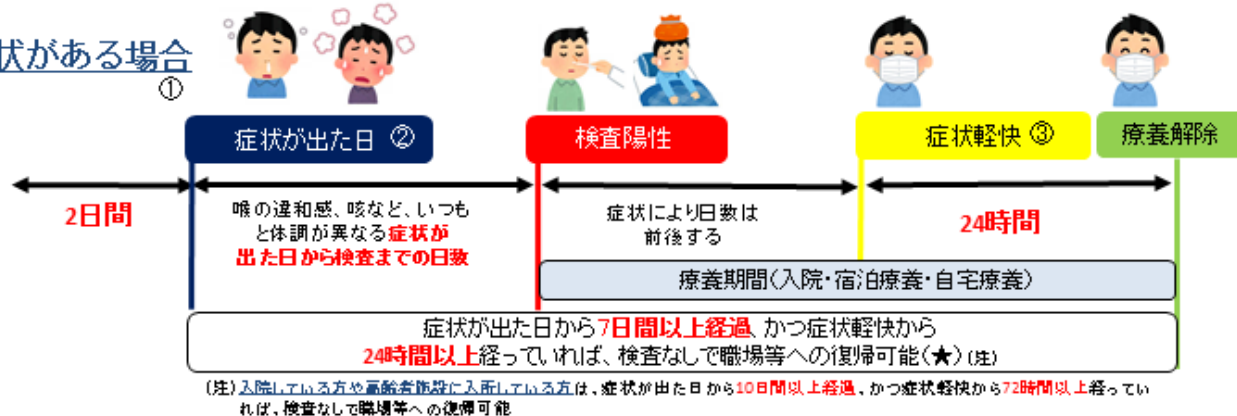 状がある場合
①
症状が出た日 ②
検査陽性
症状軽快 ③
療養解除
2日間
喉の違和感、咳など、いつも
と体調が異なる症状が
出た日から検査までの日数
症状により日数は
前後する
24時間
療養期間(入院・宿泊療養・自宅療養)
症状が出た日から7日間以上経過、かつ症状軽快から
24時間以上経っていれば、検査なしで職場等への復帰可能(★)(注)
(注)入院している方や高齢者施設に入所している方は、症状が出た日から10日間以上経過、かつ症状軽快から72時間以上経ってい
れば、検査なしで職場等への復帰可能